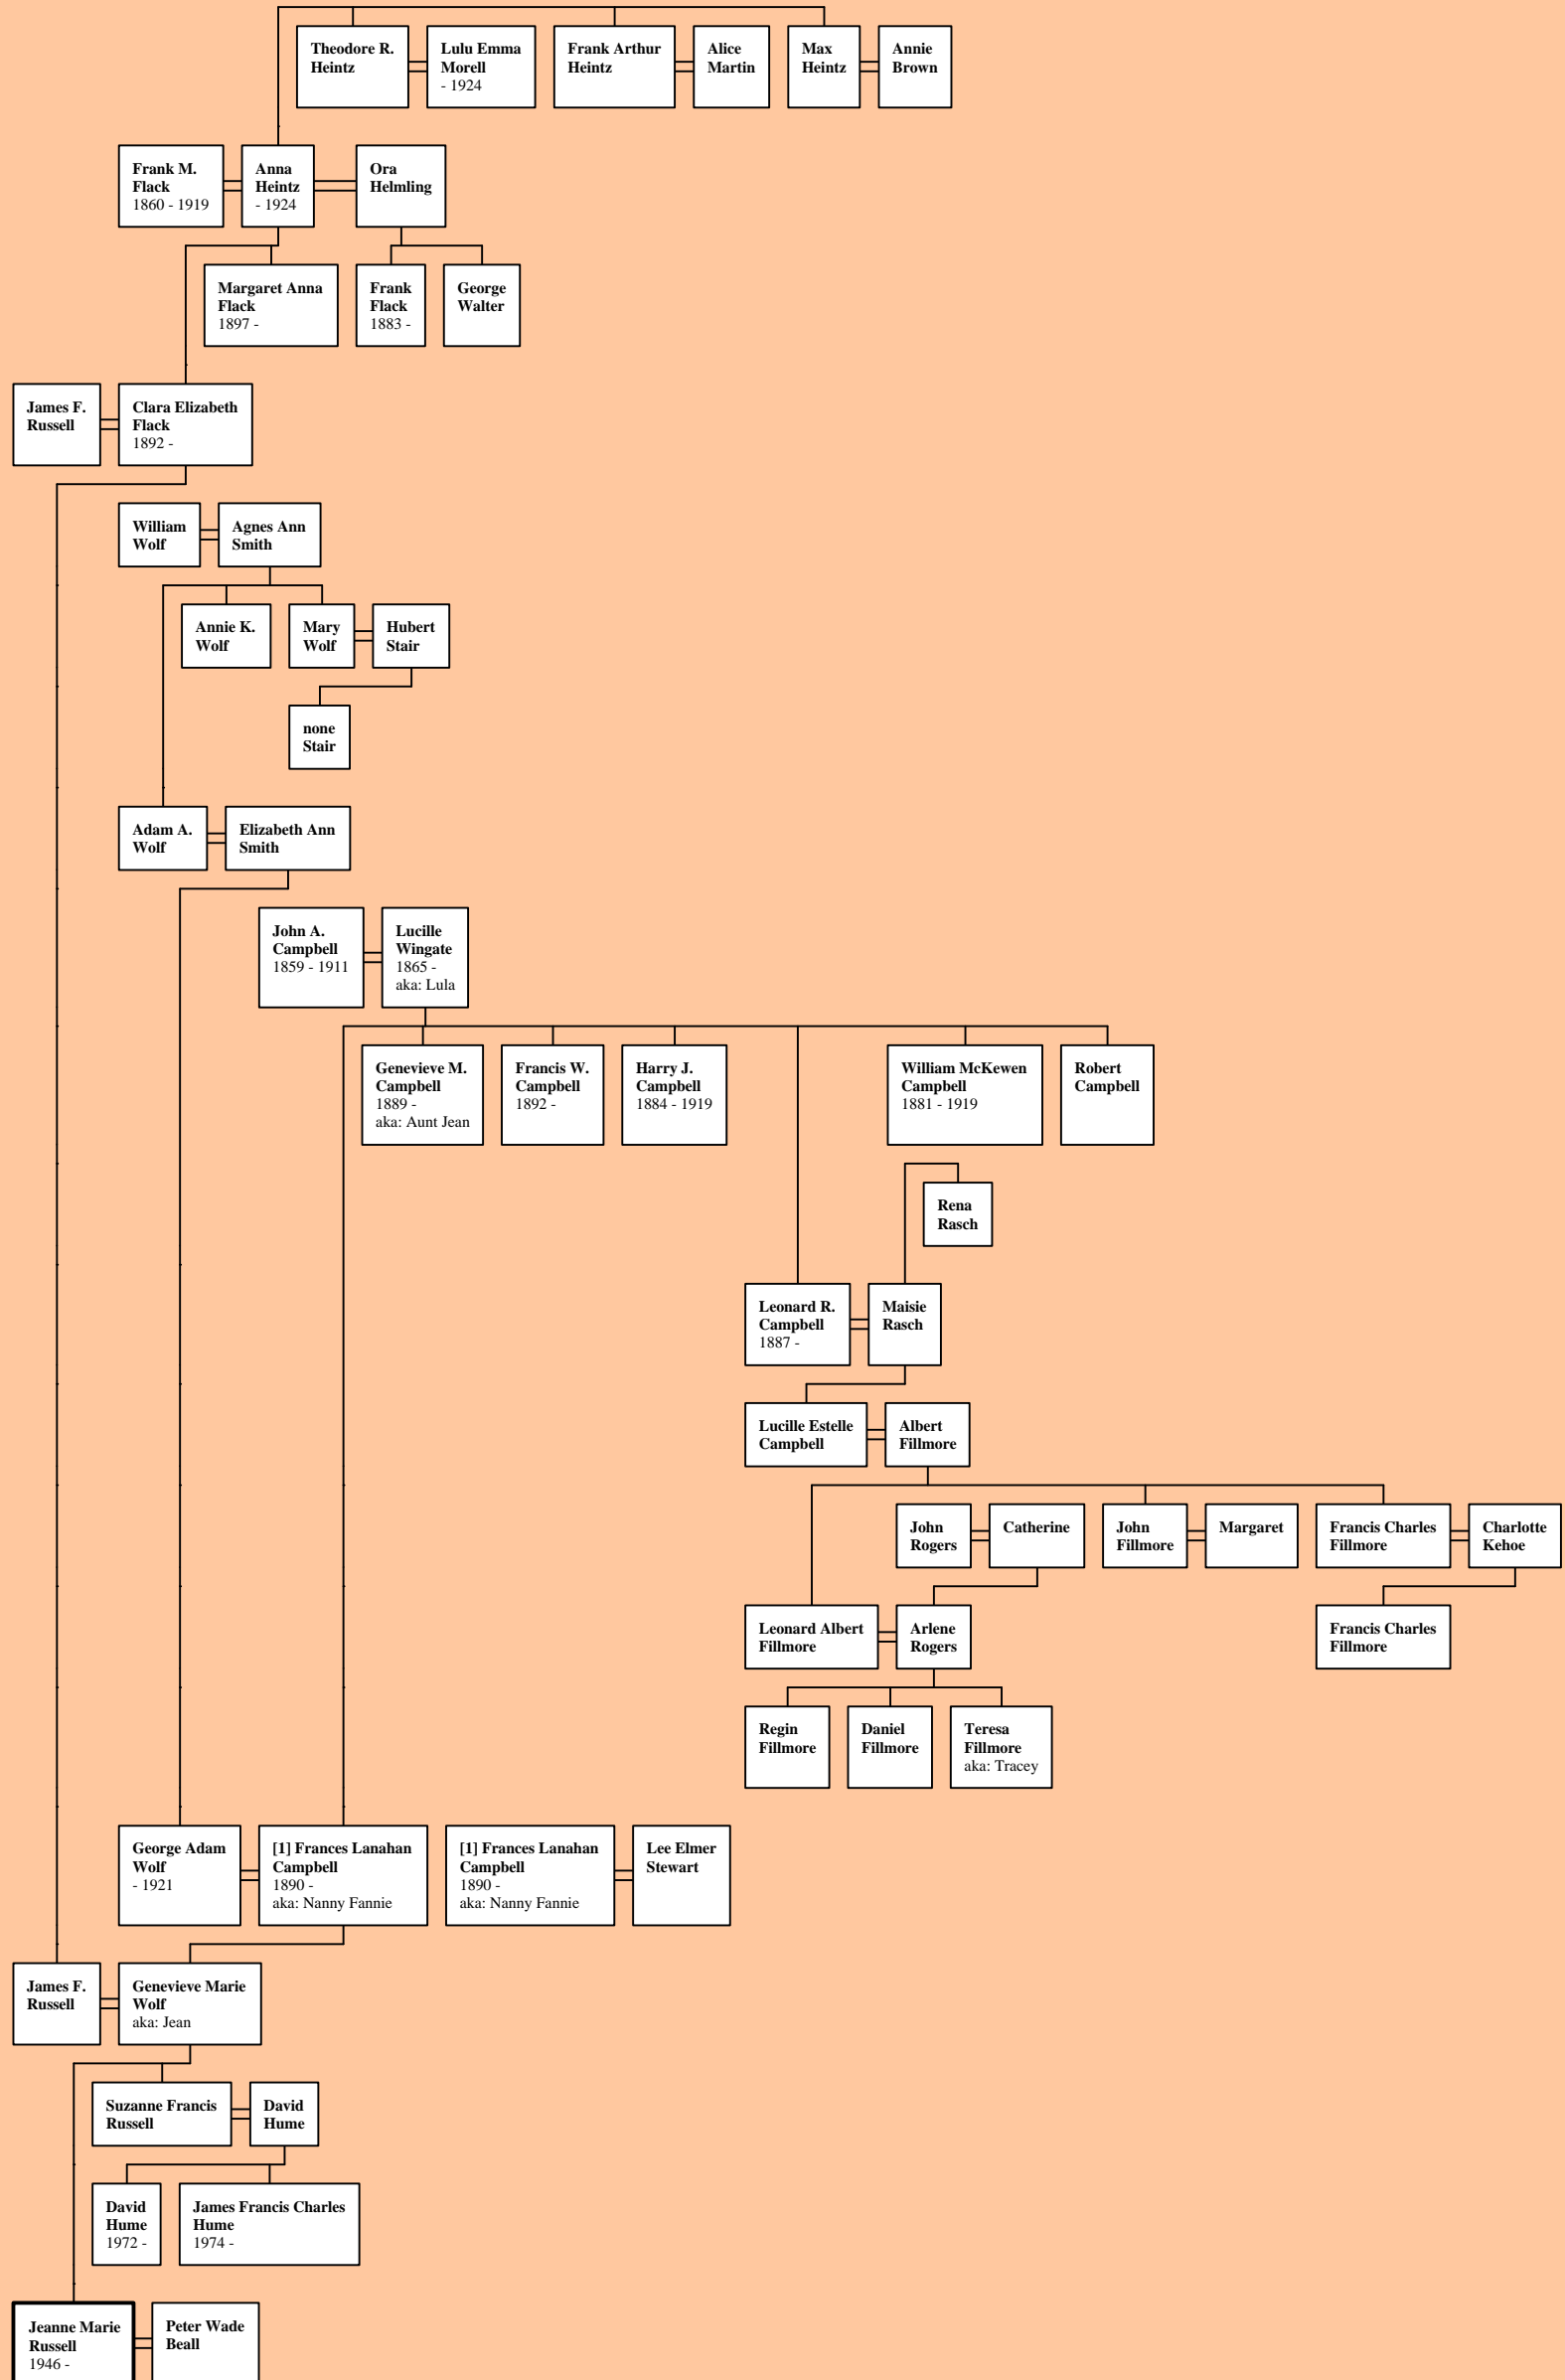 Theodore R.
Heintz
Lulu Emma
Morell
- 1924
Frank Arthur
Heintz
Alice
Martin
Max
Heintz
Annie
Brown
Frank M.
Flack
1860 - 1919
Anna
Heintz
- 1924
Ora
Helmling
Margaret Anna
Flack
1897 -
Frank
Flack
1883 -
George
Walter
James F.
Russell
Clara Elizabeth
Flack
1892 -
William
Wolf
Agnes Ann
Smith
Annie K.
Wolf
Mary
Wolf
Hubert
Stair
none
Stair
Adam A.
Wolf
Elizabeth Ann
Smith
John A.
Campbell
1859 - 1911
Lucille
Wingate
1865 -
aka: Lula
Genevieve M.
Campbell
1889 -
aka: Aunt Jean
Francis W.
Campbell
1892 -
Harry J.
Campbell
1884 - 1919
William McKewen
Campbell
1881 - 1919
Robert
Campbell
Rena
Rasch
Leonard R.
Campbell
1887 -
Maisie
Rasch
Lucille Estelle
Campbell
Albert
Fillmore
John
Rogers
Catherine
John
Fillmore
Margaret
Francis Charles
Fillmore
Charlotte
Kehoe
Leonard Albert
Fillmore
Arlene
Rogers
Francis Charles
Fillmore
Regin
Fillmore
Daniel
Fillmore
Teresa
Fillmore
aka: Tracey
George Adam
Wolf
- 1921
[1] Frances Lanahan
Campbell
1890 -
aka: Nanny Fannie
[1] Frances Lanahan
Campbell
1890 -
aka: Nanny Fannie
Lee Elmer
Stewart
James F.
Russell
Genevieve Marie
Wolf
aka: Jean
Suzanne Francis
Russell
David
Hume
David
Hume
1972 -
James Francis Charles
Hume
1974 -
Jeanne Marie
Russell
1946 -
Peter Wade
Beall